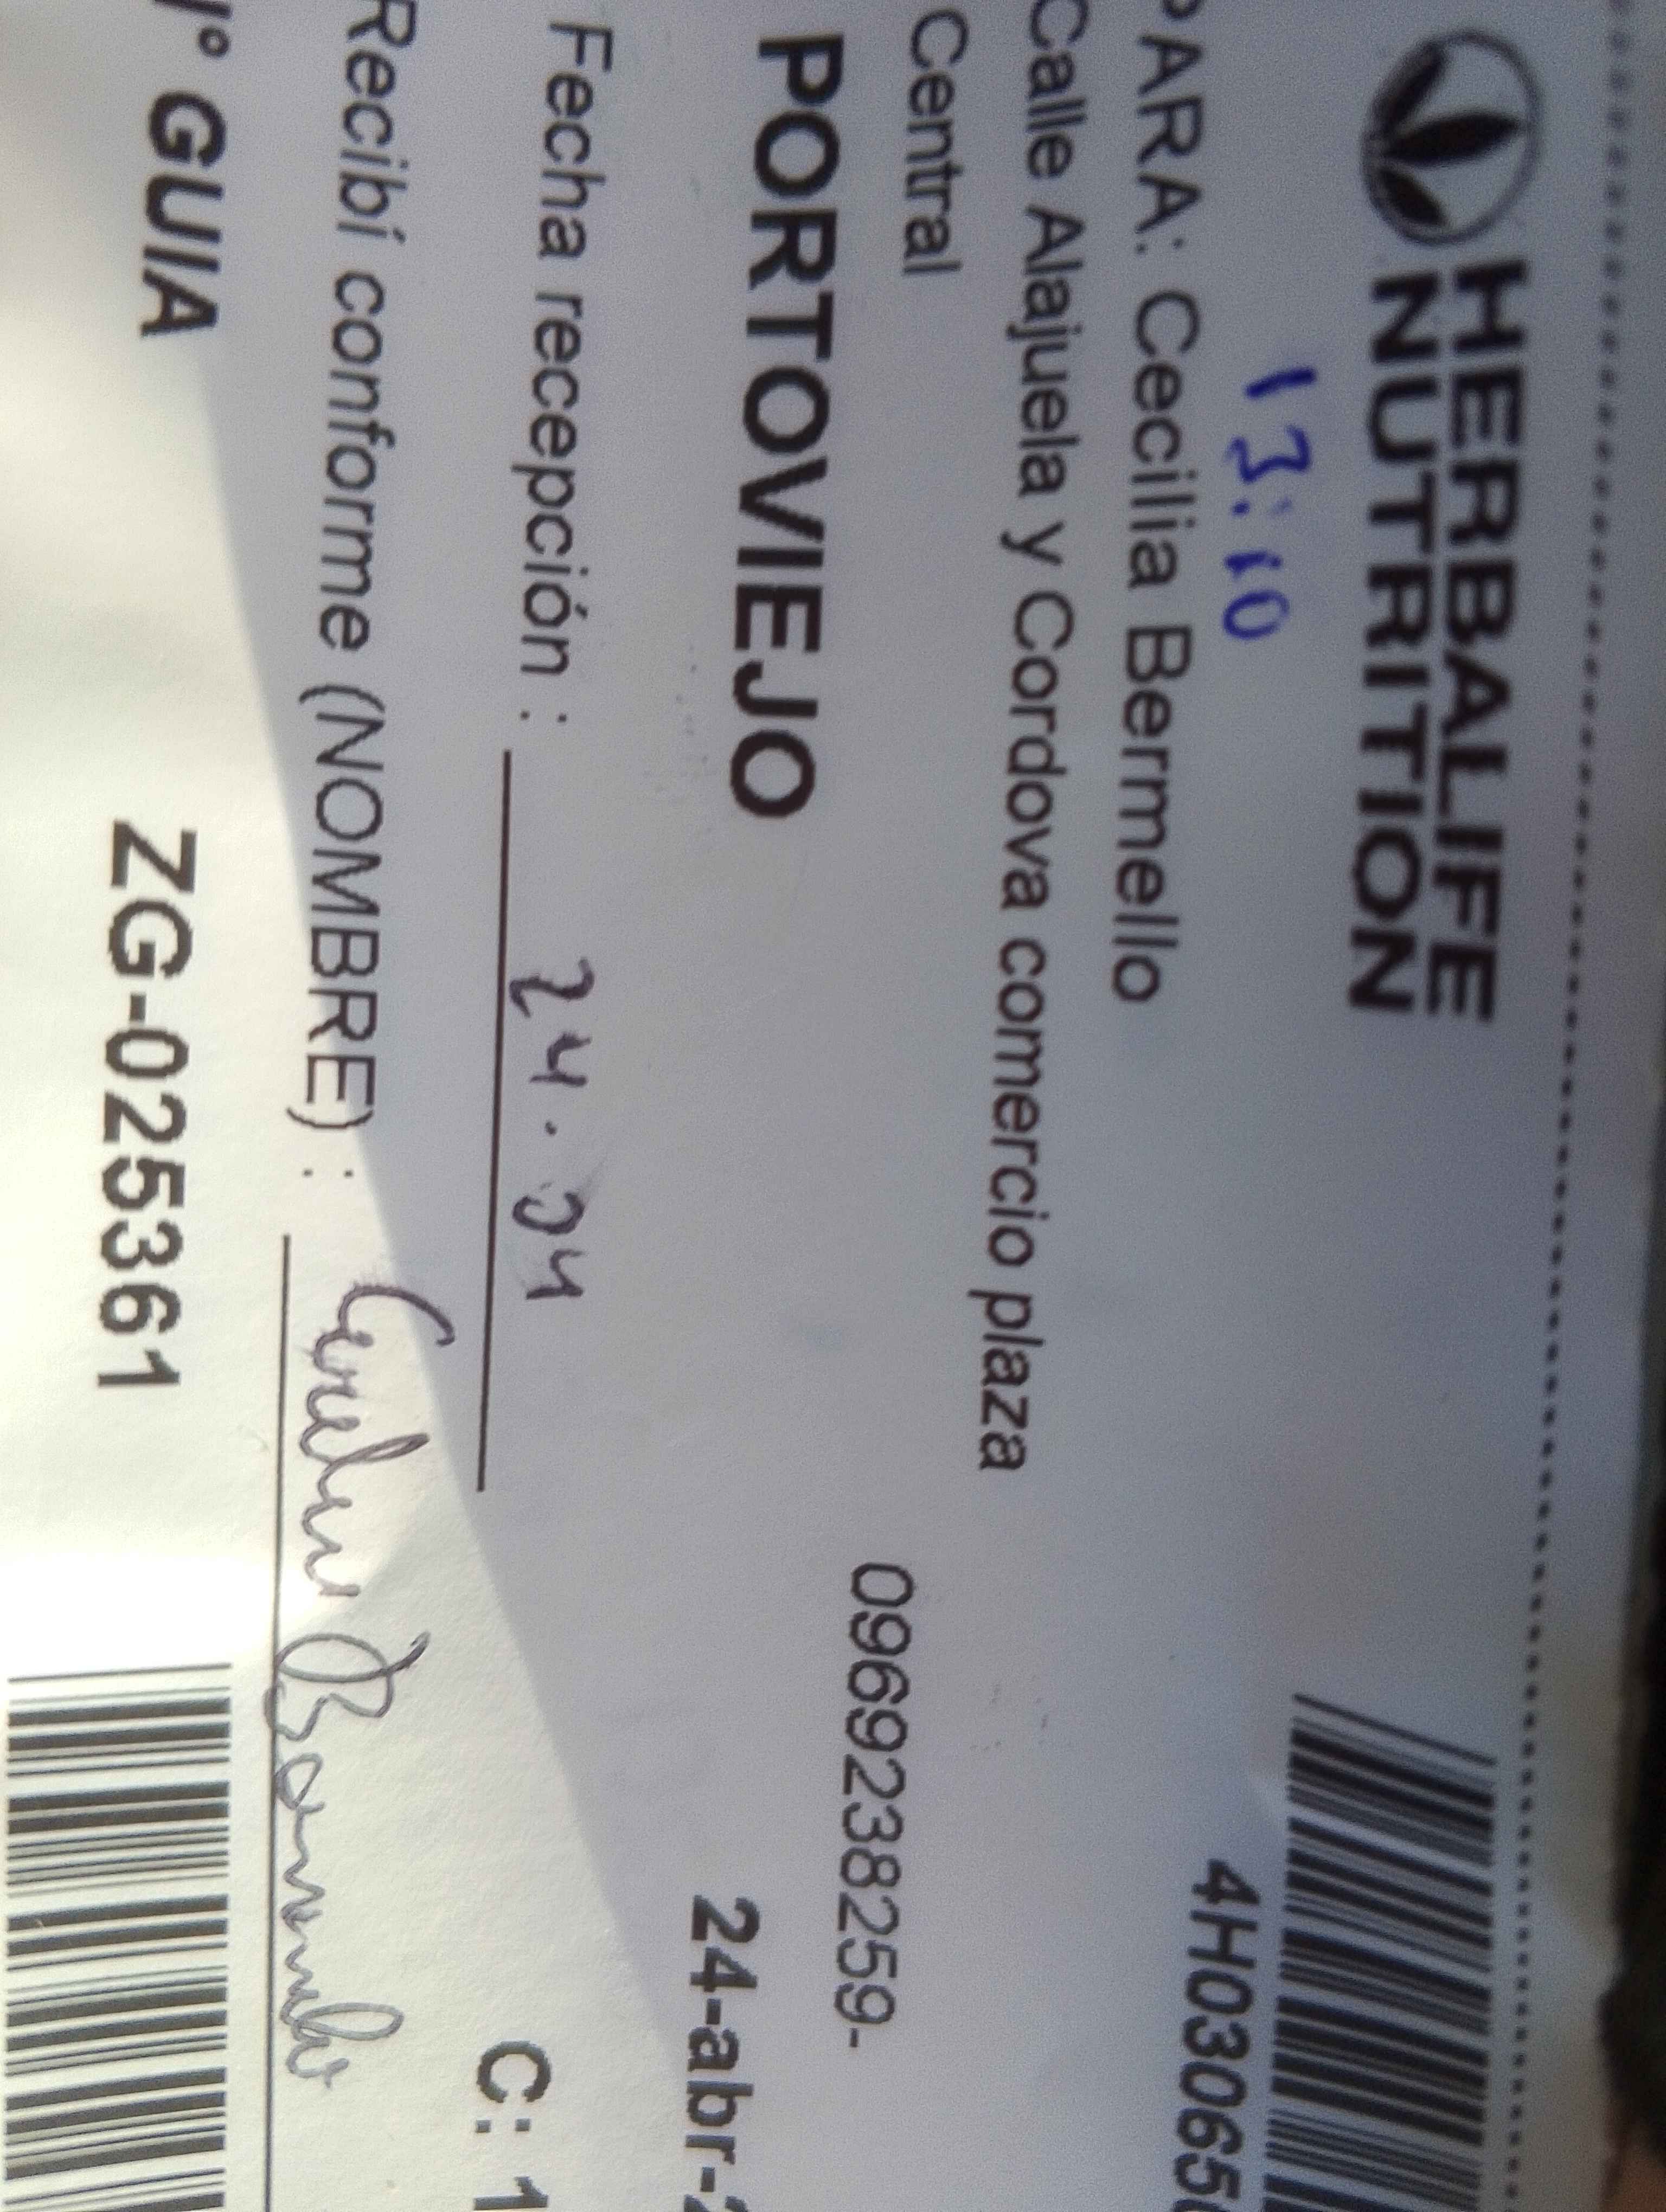 HERBALIFE
NUTRITION
13:10
4H03065
PARA: Cecilia Bermello
Calle Alajuela y Cordova comercio plaza
Central
0969238259-
PORTOVIEJO
24-abr-
Fecha recepción : 24.04
C: 1
Recibí conforme (NOMBRE) :
N° GUIA ZG-025361